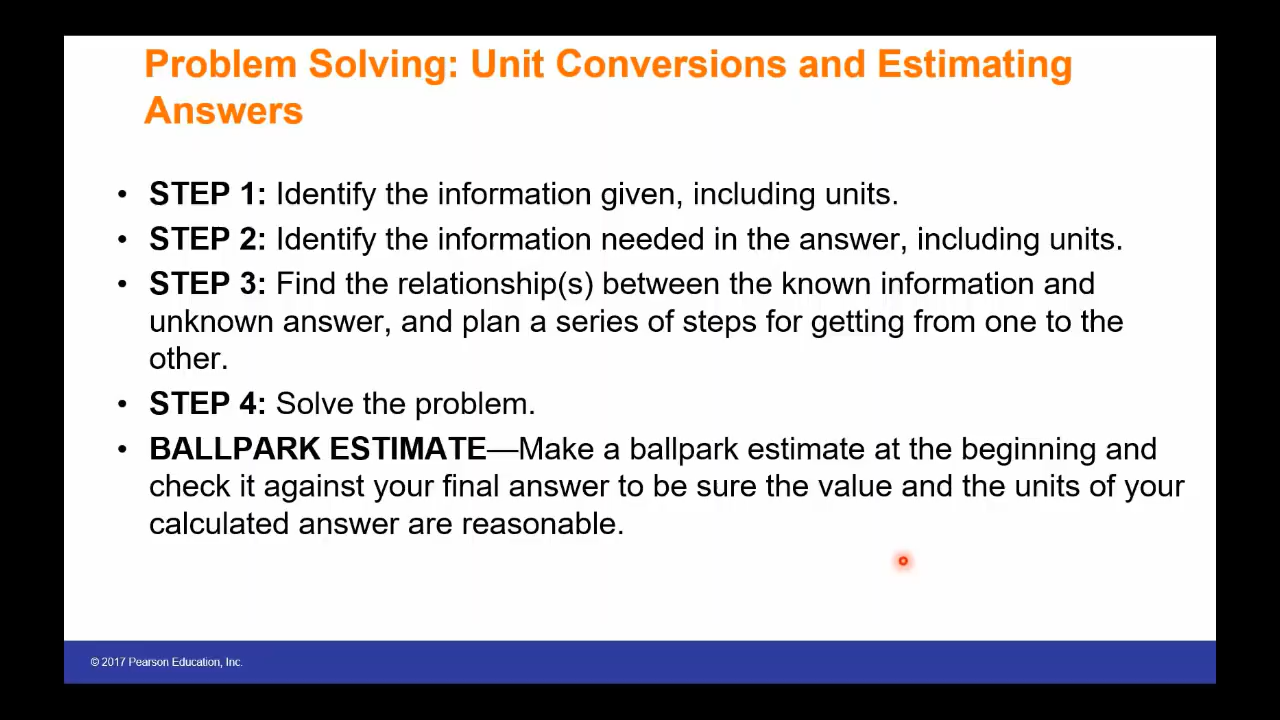 Problem Solving: Unit Conversions and Estimating
Answers
• STEP 1: Identify the information given, including units.
• STEP 2: Identify the information needed in the answer, including units.
• STEP 3: Find the relationship(s) between the known information and
unknown answer, and plan a series of steps for getting from one to the
other.
• STEP 4: Solve the problem.
• BALLPARK ESTIMATE—Make a ballpark estimate at the beginning and
check it against your final answer to be sure the value and the units of your
calculated answer are reasonable.
© 2017 Pearson Education, Inc.